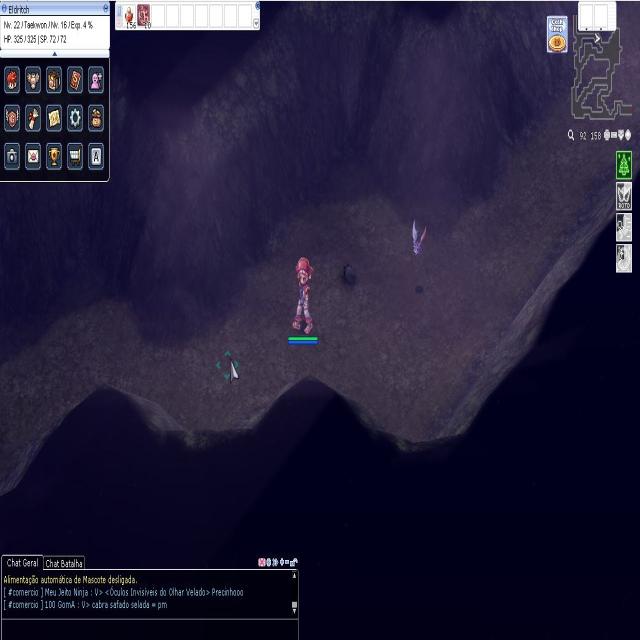 Eldritch
Nv. 22 / Taekwon / Nv. 16 / Exp. 4 %
HP. 325 / 325 | SP. 72 / 72
156
10
92 158
Chat Geral
Chat Batalha
Alimentação automática de Mascote desligada.
[ #comercio ] Meu Jeito Ninja : V> <Óculos Invisíveis do Olhar Velado> Precinhooo
[ #comercio ] 100 GomA : V> cabra safado selada = pm